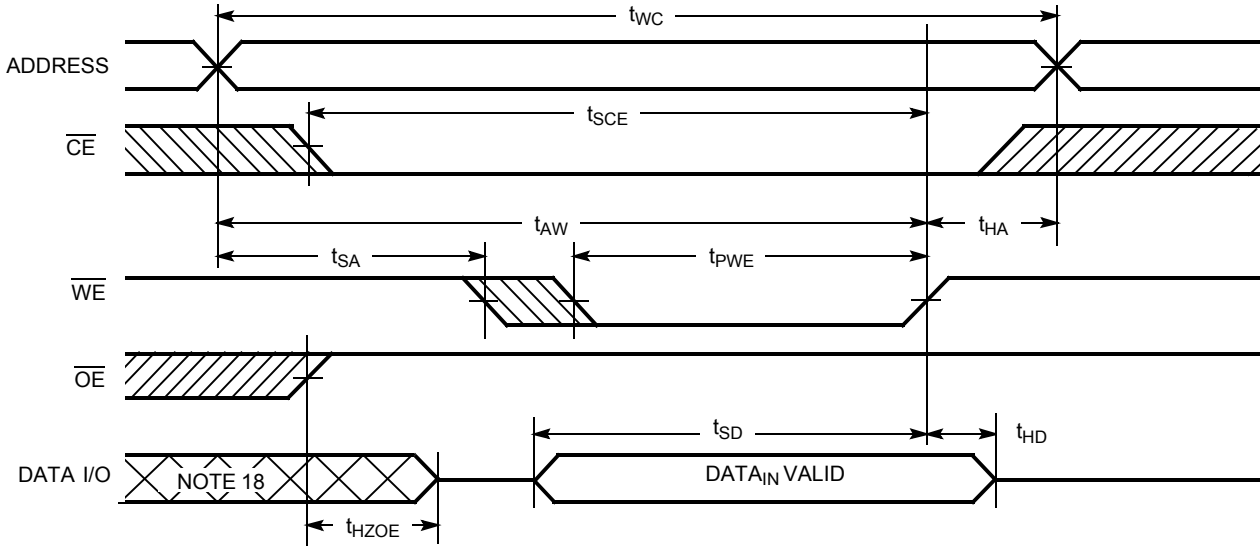 tWC
ADDRESS
tSCE
CE
tAW
tHA
tSA
tPWE
WE
OE
tSD
tHD
DATA I/O
NOTE 18
DATAIN VALID
tHZOE